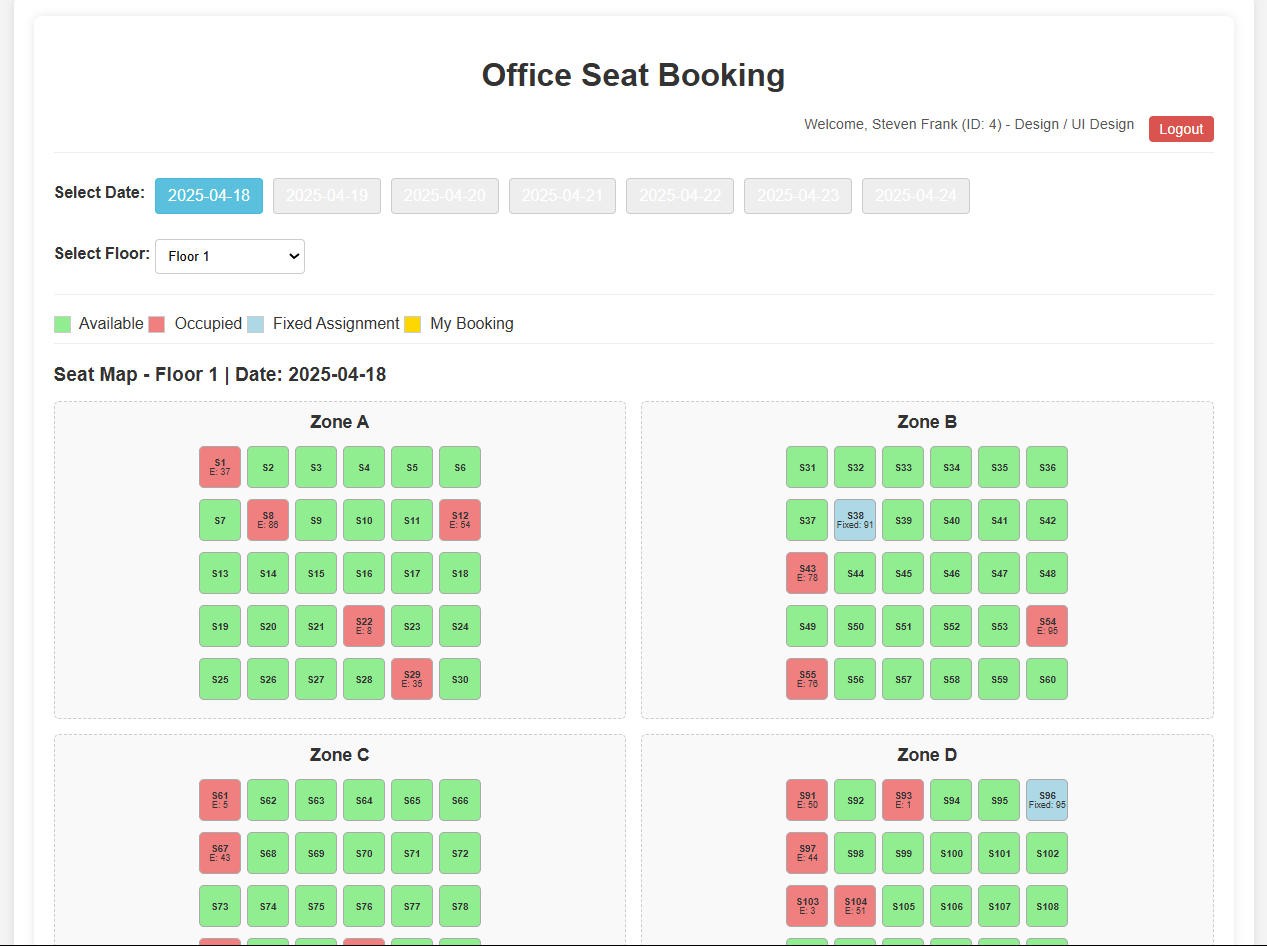 Office Seat Booking
Welcome, Steven Frank (ID: 4) - Design / UI Design Logout
Select Date: 2025-04-18 2025-04-19 2025-04-20 2025-04-21 2025-04-22 2025-04-23 2025-04-24
Select Floor: Floor 1
Available Occupied Fixed Assignment My Booking
Seat Map - Floor 1 | Date: 2025-04-18
Zone A
S1 S2 S3 S4 S5 S6
E: 37
S7 S8 S9 S10 S11 S12
E: 86 E: 54
S13 S14 S15 S16 S17 S18
S19 S20 S21 S22 S23 S24
E: 8
S25 S26 S27 S28 S29 S30
E: 35
Zone B
S31 S32 S33 S34 S35 S36
S37 S38 S39 S40 S41 S42
Fixed: 91
S43 S44 S45 S46 S47 S48
E: 78
S49 S50 S51 S52 S53 S54
E: 95
S55 S56 S57 S58 S59 S60
E: 76
Zone C
S61 S62 S63 S64 S65 S66
E: 5
S67 S68 S69 S70 S71 S72
E: 43
S73 S74 S75 S76 S77 S78
Zone D
S91 S92 S93 S94 S95 S96
E: 50 E: 1 Fixed: 95
S97 S98 S99 S100 S101 S102
E: 44
S103 S104 S105 S106 S107 S108
E: 3 E: 51